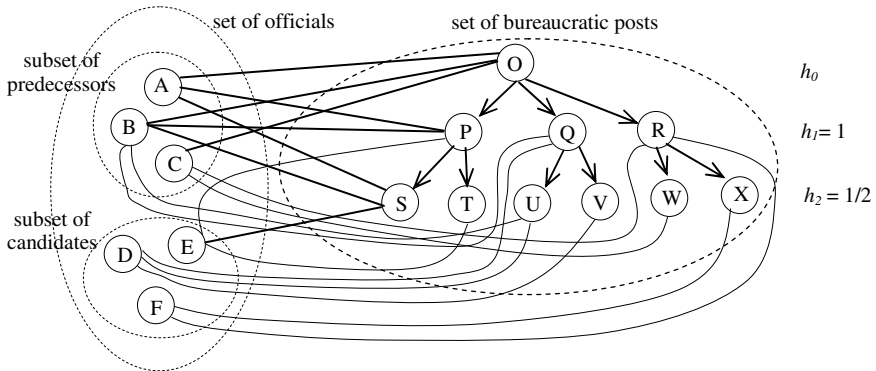 set of officials
set of bureaucratic posts
subset of
predecessors
O
h0
A
B
P
Q
R
h1= 1
C
S
T
U
V
W
X
h2 = 1/2
subset of
candidates
D
E
F